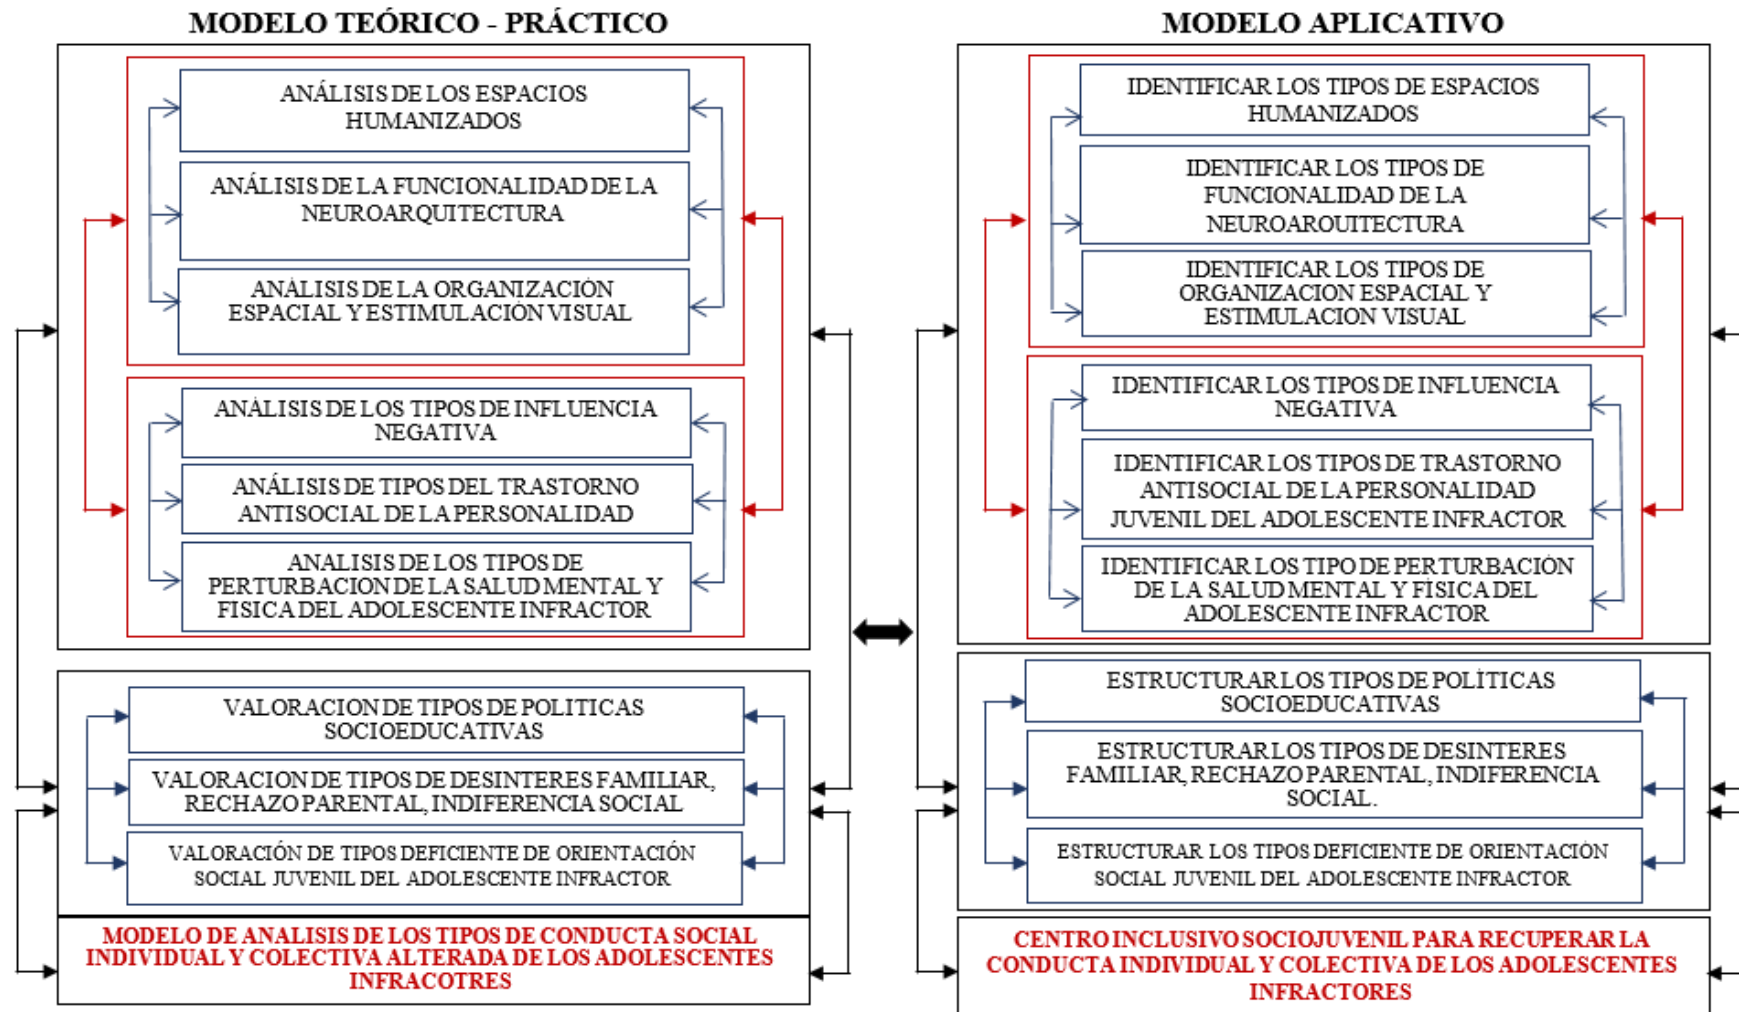 MODELO TEÓRICO - PRÁCTICO
ANÁLISIS DE LOS ESPACIOS
HUMANIZADOS
ANÁLISIS DE LA FUNCIONALIDAD DE LA
NEUROARQUITECTURA
ANÁLISIS DE LA ORGANIZACIÓN
ESPACIAL Y ESTIMULACIÓN VISUAL
ANÁLISIS DE LOS TIPOS DE INFLUENCIA
NEGATIVA
ANÁLISIS DE TIPOS DEL TRASTORNO
ANTISOCIAL DE LA PERSONALIDAD
ANALISIS DE LOS TIPOS DE
PERTURBACION DE LA SALUD MENTAL Y
FÍSICA DEL ADOLESCENTE INFRACTOR
VALORACION DE TIPOS DE POLITICAS
SOCIOEDUCATIVAS
VALORACION DE TIPOS DE DESINTERES FAMILIAR,
RECHAZO PARENTAL, INDIFERENCIA SOCIAL
VALORACIÓN DE TIPOS DEFICIENTE DE ORIENTACIÓN
SOCIAL JUVENIL DEL ADOLESCENTE INFRACTOR
MODELO DE ANALISIS DE LOS TIPOS DE CONDUCTA SOCIAL
INDIVIDUAL Y COLECTIVA ALTERADA DE LOS ADOLESCENTES
INFRACOTRES
MODELO APLICATIVO
IDENTIFICAR LOS TIPOS DE ESPACIOS
HUMANIZADOS
IDENTIFICAR LOS TIPOS DE
FUNCIONALIDAD DE LA
NEUROAROUITECTURA
IDENTIFICAR LOS TIPOS DE
ORGANIZACION ESPACIAL Y
ESTIMULACION VISUAL
IDENTIFICAR LOS TIPOS DE INFLUENCIA
NEGATIVA
IDENTIFICAR LOS TIPOS DE TRASTORNO
ANTISOCIAL DE LA PERSONALIDAD
JUVENIL DEL ADOLESCENTE INFRACTOR
IDENTIFICAR LOS TIPO DE PERTURBACIÓN
DE LA SALUD MENTAL Y FÍSICA DEL
ADOLESCENTE INFRACTOR
ESTRUCTURAR LOS TIPOS DE POLÍTICAS
SOCIOEDUCATIVAS
ESTRUCTURAR LOS TIPOS DE DESINTERES
FAMILIAR, RECHAZO PARENTAL, INDIFERENCIA
SOCIAL.
ESTRUCTURAR LOS TIPOS DEFICIENTE DE ORIENTACIÓN
SOCIAL JUVENIL DEL ADOLESCENTE INFRACTOR
CENTRO INCLUSIVO SOCIOJUVENIL PARA RECUPERAR LA
CONDUCTA INDIVIDUAL Y COLECTIVA DE LOS ADOLESCENTES
INFRACTORES